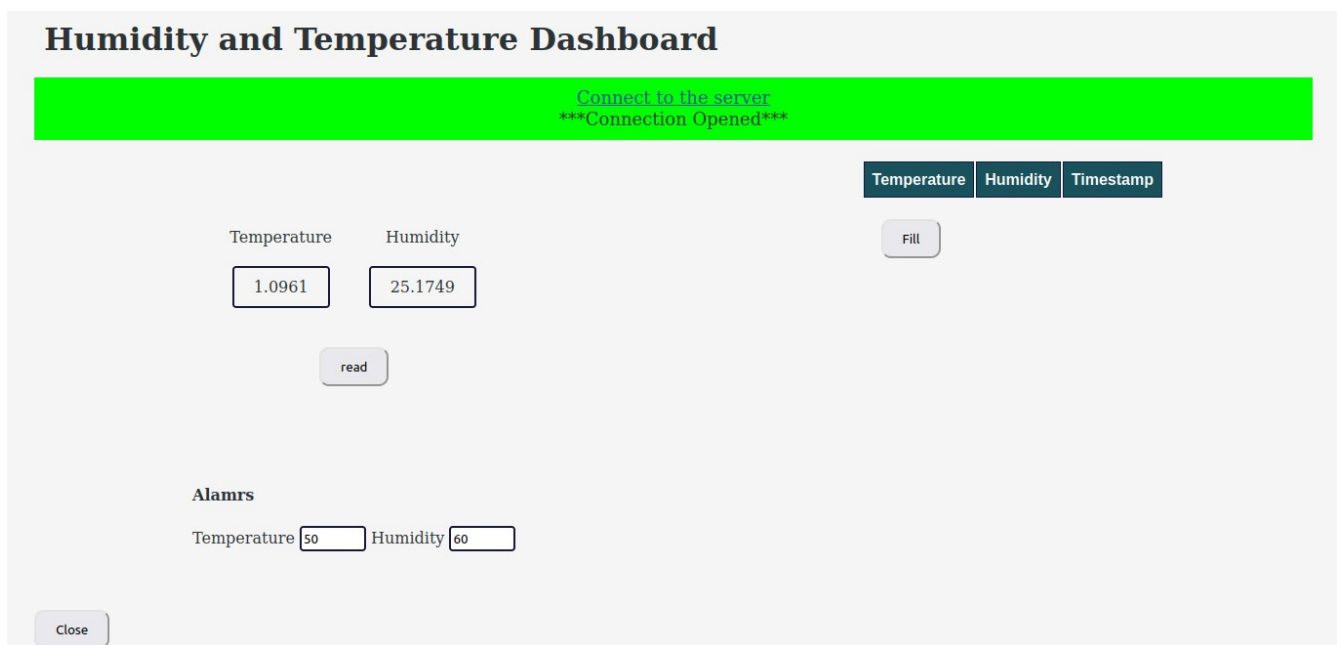 Humidity and Temperature Dashboard
Connect to the server
***Connection Opened***
Temperature Humidity Timestamp
Fill
Temperature Humidity
1.0961 25.1749
read
Alamrs
Temperature 50 Humidity 60
Close